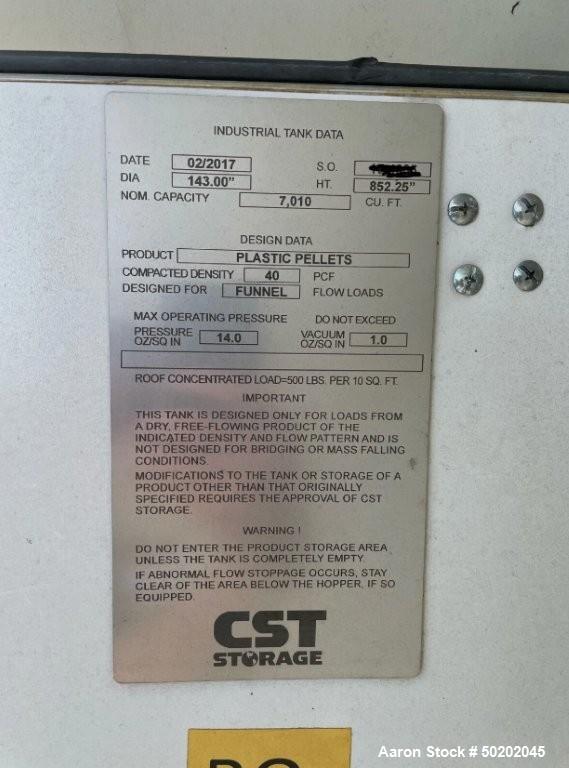 INDUSTRIAL TANK DATA
DATE 02/2017 S.O.
DIA 143.00" HT. 852.25"
NOM. CAPACITY 7,010 CU. FT.
DESIGN DATA
PRODUCT PLASTIC PELLETS
COMPACTED DENSITY 40 PCF
DESIGNED FOR FUNNEL FLOW LOADS
MAX OPERATING PRESSURE DO NOT EXCEED
PRESSURE OZ/SQ IN 14.0 VACUUM OZ/SQ IN 1.0
ROOF CONCENTRATED LOAD=500 LBS. PER 10 SQ. FT.
IMPORTANT
THIS TANK IS DESIGNED ONLY FOR LOADS FROM
A DRY, FREE-FLOWING PRODUCT OF THE
INDICATED DENSITY AND FLOW PATTERN AND IS
NOT DESIGNED FOR BRIDGING OR MASS FALLING
CONDITIONS.
MODIFICATIONS TO THE TANK OR STORAGE OF A
PRODUCT OTHER THAN THAT ORIGINALLY
SPECIFIED REQUIRES THE APPROVAL OF CST
STORAGE.
WARNING !
DO NOT ENTER THE PRODUCT STORAGE AREA
UNLESS THE TANK IS COMPLETELY EMPTY.
IF ABNORMAL FLOW STOPPAGE OCCURS, STAY
CLEAR OF THE AREA BELOW THE HOPPER, IF SO
EQUIPPED.
CST
STORAGE
Aaron Stock # 50202045